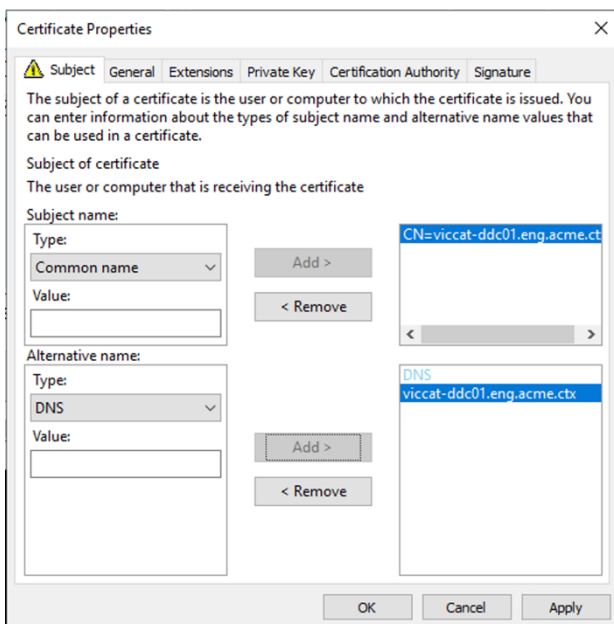 Certificate Properties
Subject
General
Extensions
Private Key
Certification Authority
Signature
The subject of a certificate is the user or computer to which the certificate is issued. You
can enter information about the types of subject name and alternative name values that
can be used in a certificate.
Subject of certificate
The user or computer that is receiving the certificate
Subject name:
Type:
Common name
Value:
Add >
< Remove
CN=viccat-ddc01.eng.acme.ct
Alternative name:
Type:
DNS
Value:
Add >
< Remove
DNS
viccat-ddc01.eng.acme.ctx
OK
Cancel
Apply